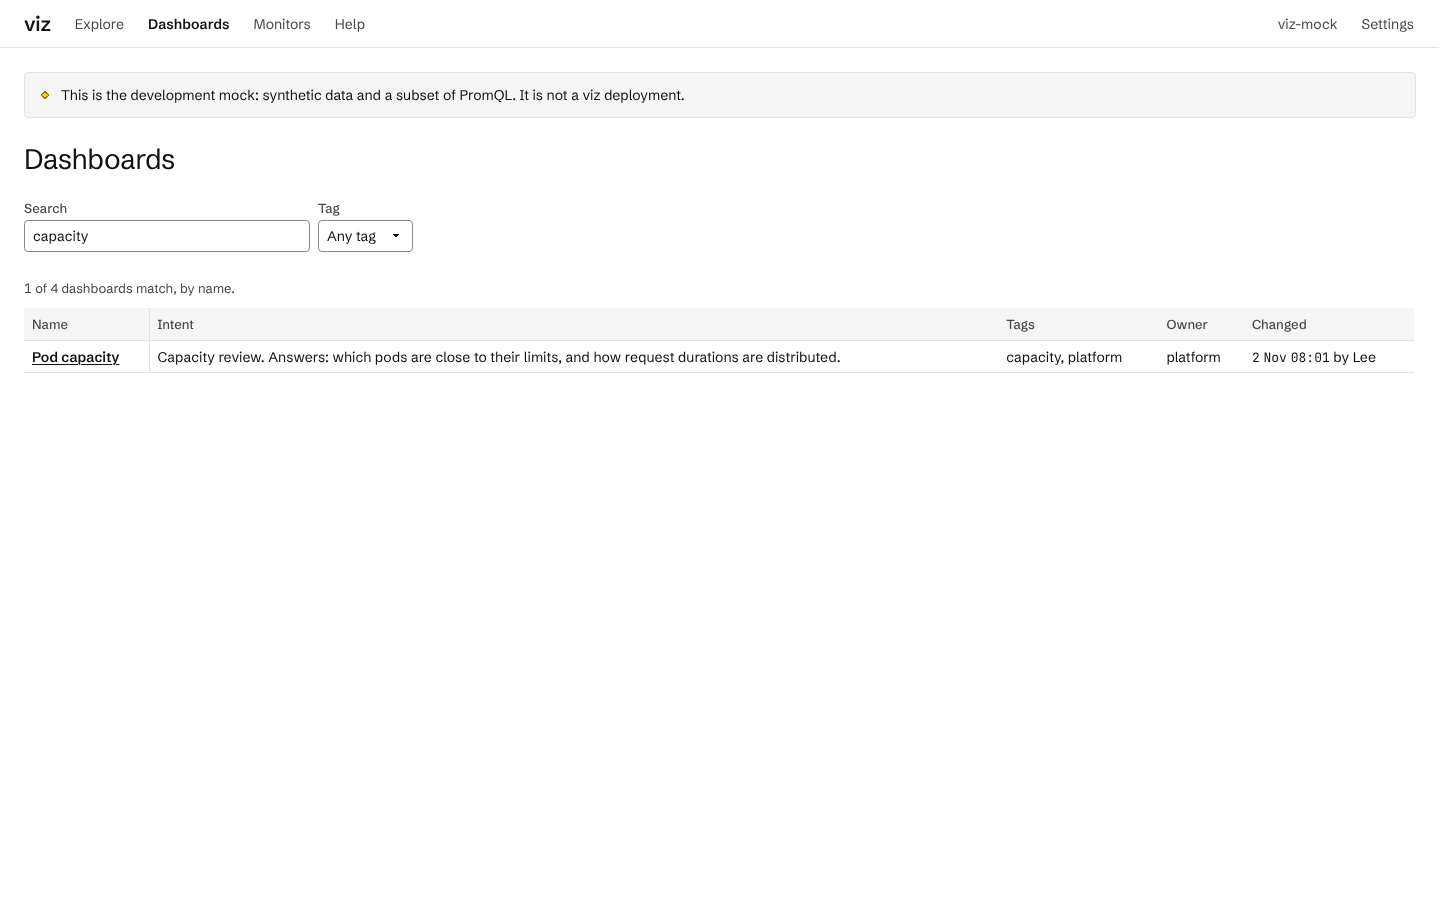 viz Explore Dashboards Monitors Help viz-mock Settings
This is the development mock: synthetic data and a subset of PromQL. It is not a viz deployment.
Dashboards
Search Tag
capacity Any tag
1 of 4 dashboards match, by name.
Name Intent Tags Owner Changed
Pod capacity Capacity review. Answers: which pods are close to their limits, and how request durations are distributed. capacity, platform platform 2 Nov 08:01 by Lee